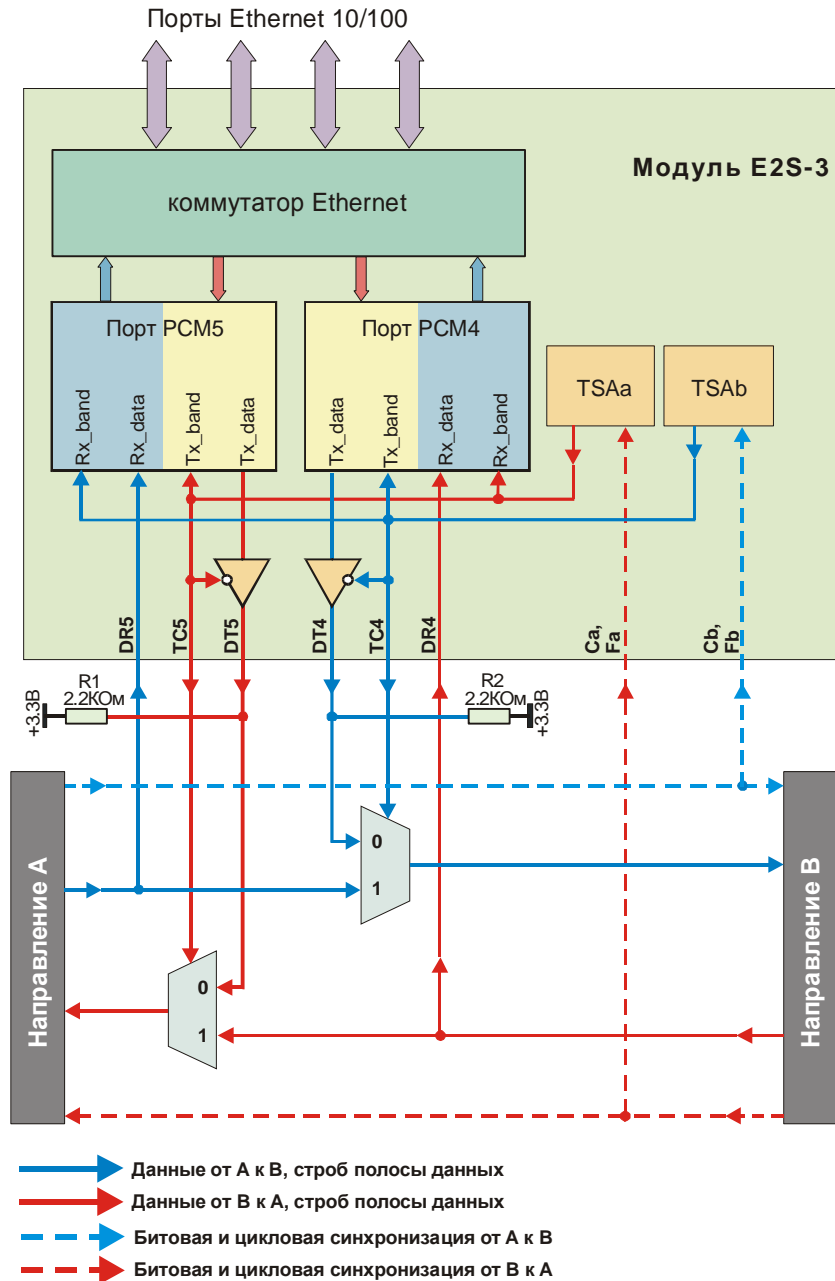 Порты Ethernet 10/100
Модуль E2S-3
коммутатор Ethernet
Порт PCM5
Порт PCM4
TSAa
TSAb
Rx_band
Rx_data
Tx_band
Tx_data
Tx_data
Tx_band
Rx_data
Rx_band
DR5
TC5
DT5
DT4
TC4
DR4
Ca,
Fa
Cb,
Fb
+3.3В
R1
2.2КОм
R2
2.2КОм
+3.3В
Направление А
Направление В
0
1
0
1
Данные от А к В, строб полосы данных
Данные от В к А, строб полосы данных
Битовая и цикловая синхронизация от А к В
Битовая и цикловая синхронизация от В к А